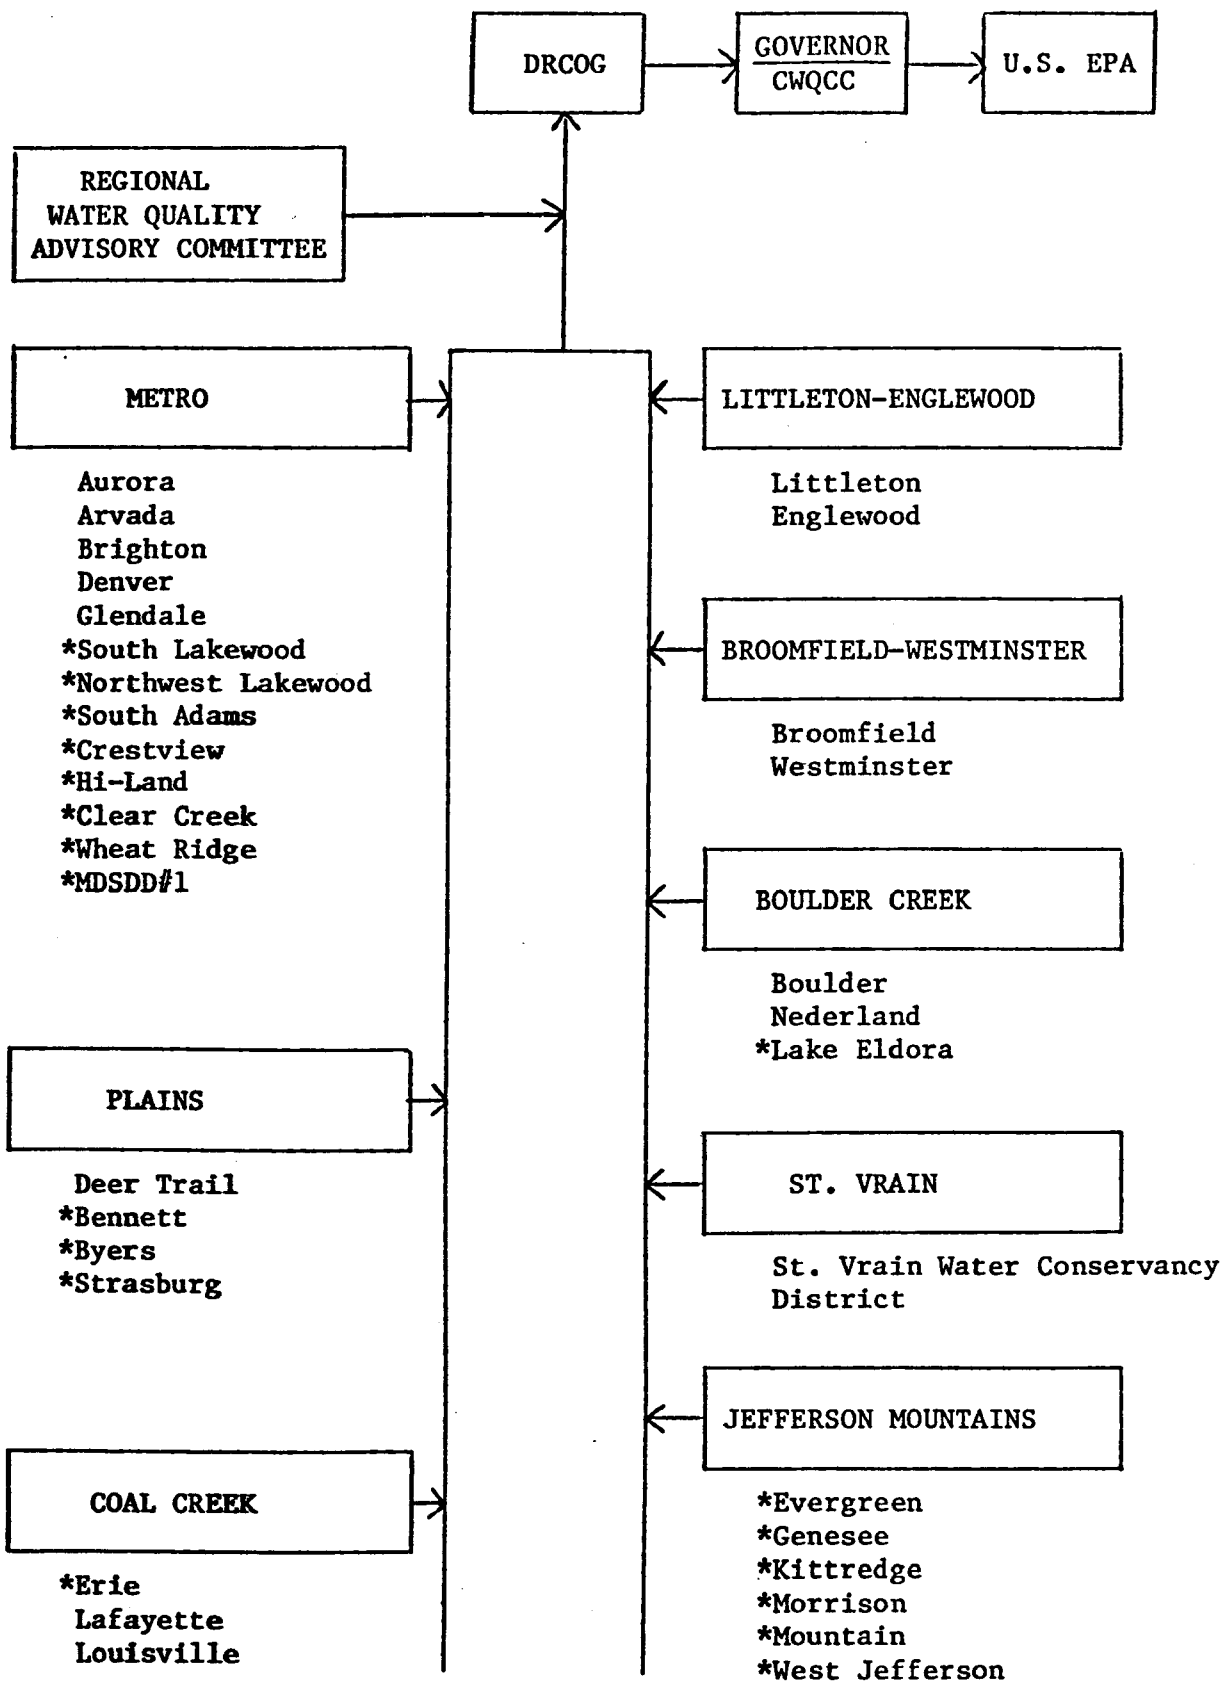 DRCOG
GOVERNOR
CWQCC
U.S. EPA
REGIONAL
WATER QUALITY
ADVISORY COMMITTEE
METRO
Aurora
Arvada
Brighton
Denver
Glendale
*South Lakewood
*Northwest Lakewood
*South Adams
*Crestview
*Hi-Land
*Clear Creek
*Wheat Ridge
*MDSDD#1
PLAINS
Deer Trail
*Bennett
*Byers
*Strasburg
COAL CREEK
*Erie
Lafayette
Louisville
LITTLETON-ENGLEWOOD
Littleton
Englewood
BROOMFIELD-WESTMINSTER
Broomfield
Westminster
BOULDER CREEK
Boulder
Nederland
*Lake Eldora
ST. VRAIN
St. Vrain Water Conservancy
District
JEFFERSON MOUNTAINS
*Evergreen
*Genesee
*Kittredge
*Morrison
*Mountain
*West Jefferson